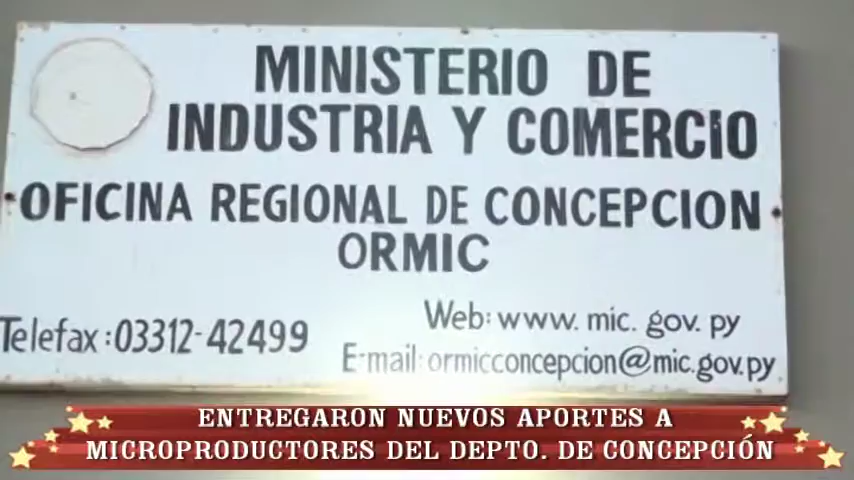 MINISTERIO DE
INDUSTRIA Y COMERCIO
OFICINA REGIONAL DE CONCEPCION
ORMIC
Telefax: 03312-42499
Web: www. mic. gov. py
E-mail: ormicconcepcion@mic.gov.py
ENTREGARON NUEVOS APORTES A
MICROPRODUCTORES DEL DEPTO. DE CONCEPCIÓN